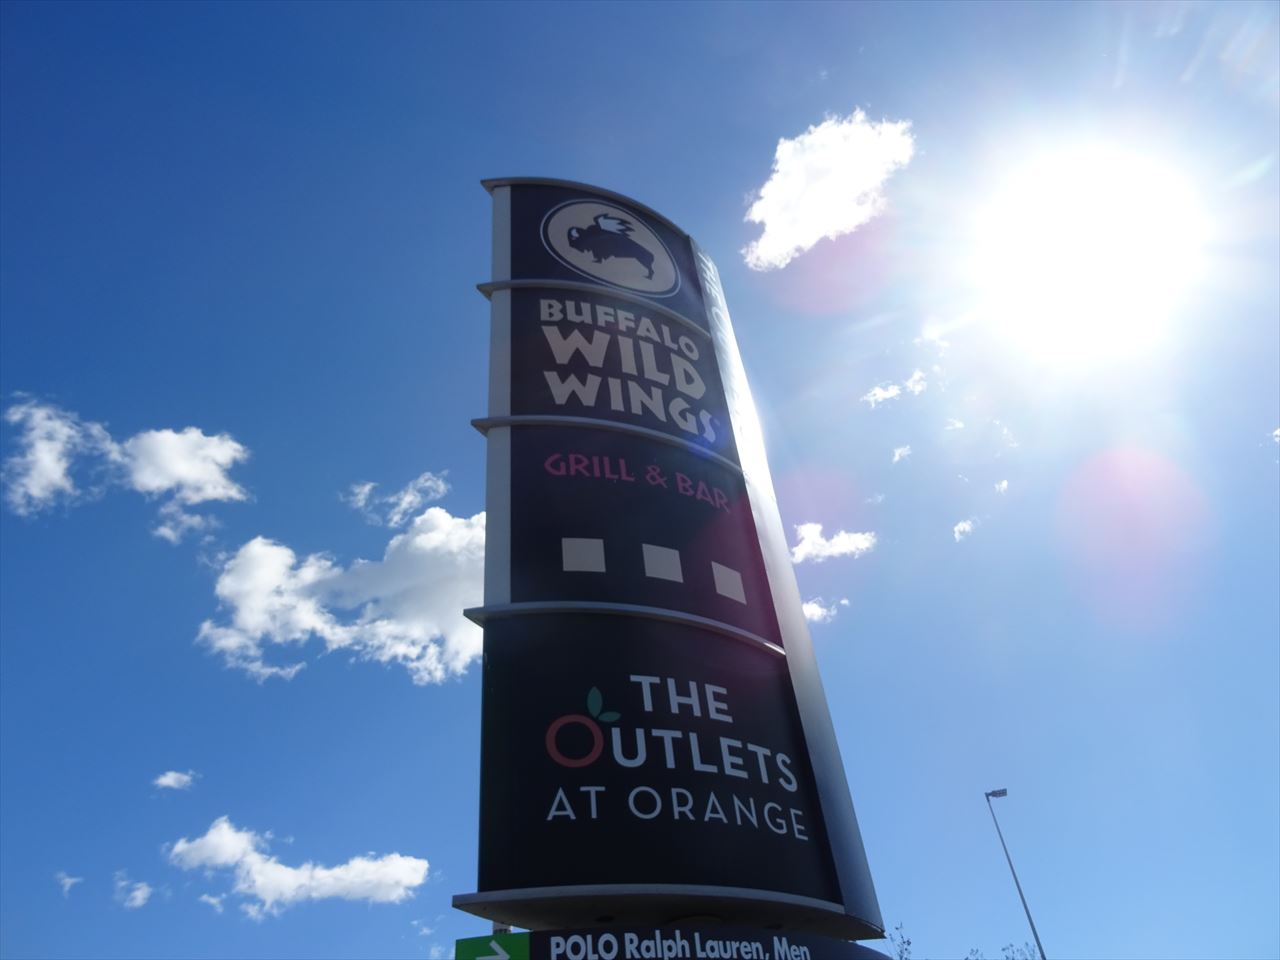 BUFFALO
WILD
WINGS
GRILL & BAR
THE
OUTLETS
AT ORANGE
POLO Ralph Lauren, Men